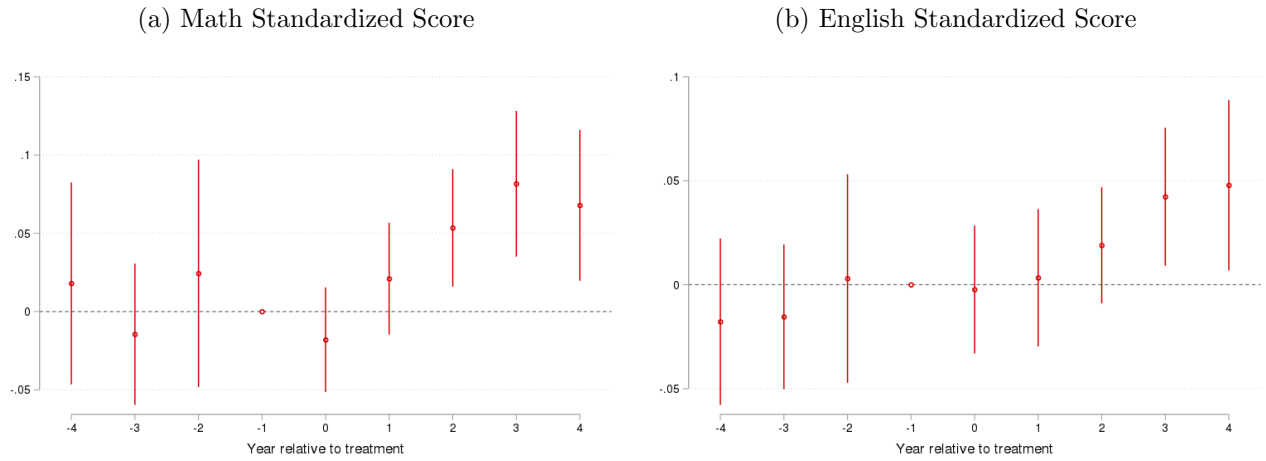 (a) Math Standardized Score
.15
.1
.05
0
-.05
-4 -3 -2 -1 0 1 2 3 4
Year relative to treatment
(b) English Standardized Score
.1
.05
0
-.05
-4 -3 -2 -1 0 1 2 3 4
Year relative to treatment